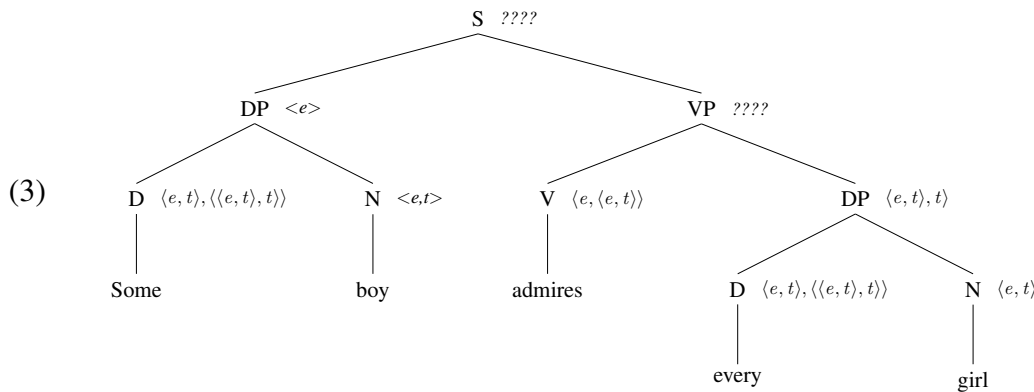 S ????
DP <e> VP ????
(3) D ⟨e, t⟩, ⟨⟨⟨e, t⟩, t⟩⟩ N <e,t> V ⟨e, ⟨e, t⟩⟩ DP ⟨e, t⟩, t⟩
Some boy admires D ⟨e, t⟩, ⟨⟨⟨e, t⟩, t⟩⟩ N ⟨e, t⟩
every girl